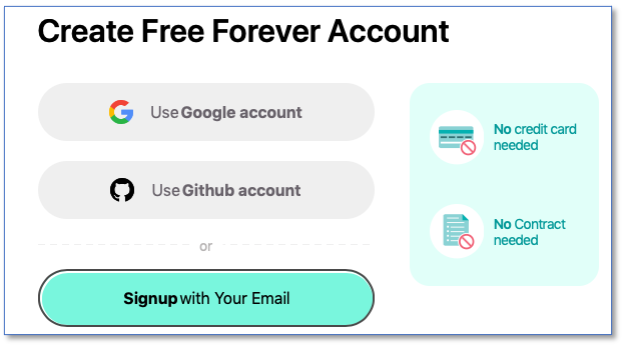 Create Free Forever Account
Use Google account
Use Github account
or
Signup with Your Email
No credit card
needed
No Contract
needed